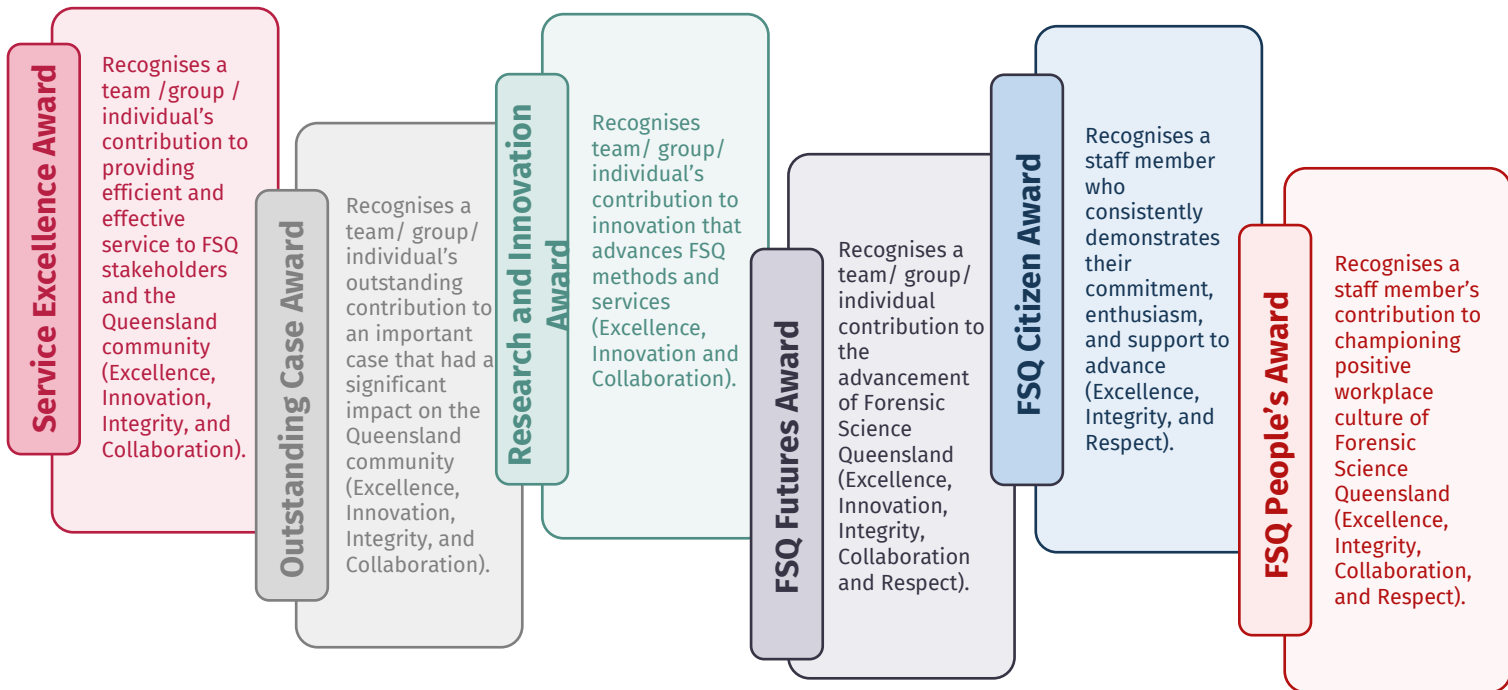 Service Excellence Award
Recognises a
team /group /
individual's
contribution to
providing
efficient and
effective
service to FSQ
stakeholders
and the
Queensland
community
(Excellence,
Innovation,
Integrity, and
Collaboration).
Outstanding Case Award
Recognises a
team/ group/
individual's
outstanding
contribution to
an important
case that had a
significant
impact on the
Queensland
community
(Excellence,
Innovation,
Integrity, and
Collaboration).
Research and Innovation
Award
Recognises
team/ group/
individual's
contribution to
innovation that
advances FSQ
methods and
services
(Excellence,
Innovation and
Collaboration).
FSQ Futures Award
Recognises a
team/ group/
individual
contribution to
the
advancement
of Forensic
Science
Queensland
(Excellence,
Innovation,
Integrity,
Collaboration
and Respect).
FSQ Citizen Award
Recognises a
staff member
who
consistently
demonstrates
their
commitment,
enthusiasm,
and support to
advance
(Excellence,
Integrity, and
Respect).
FSQ People's Award
Recognises a
staff member's
contribution to
championing
positive
workplace
culture of
Forensic
Science
Queensland
(Excellence,
Integrity,
Collaboration,
and Respect).